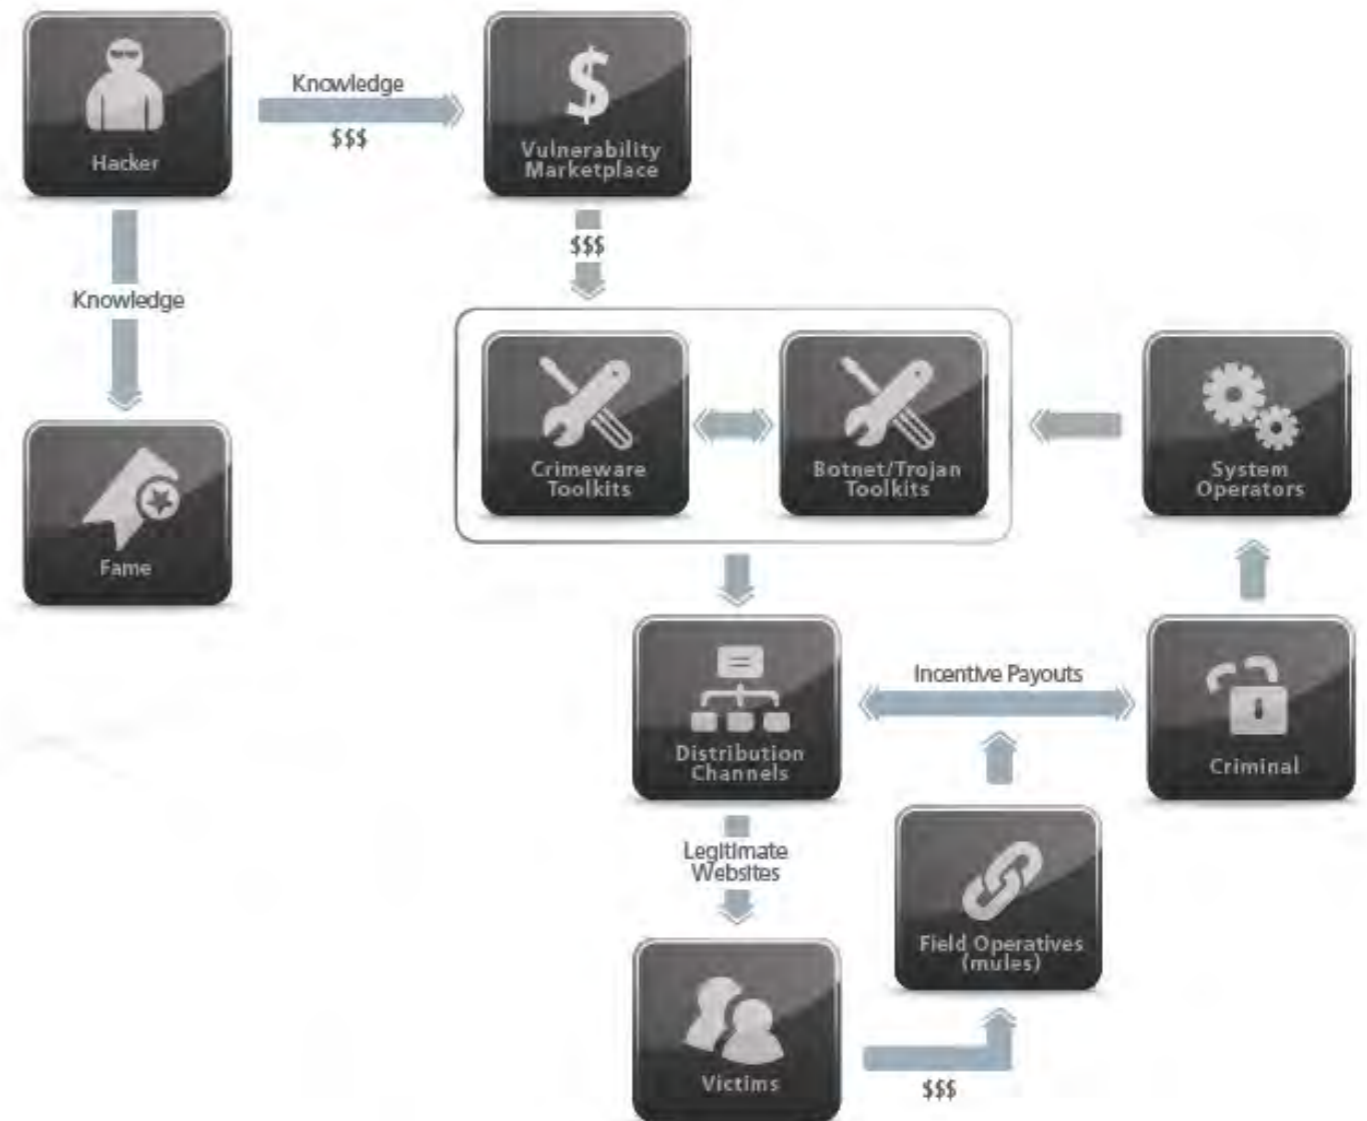 Hacker
Knowledge
$$$
$
Vulnerability
Marketplace
Knowledge
$$$
Fame
Crimeware
Toolkits
Botnet/Trojan
Toolkits
System
Operators
Distribution
Channels
Incentive Payouts
Criminal
Legitimate
Websites
Field Operatives
(mules)
Victims
$$$